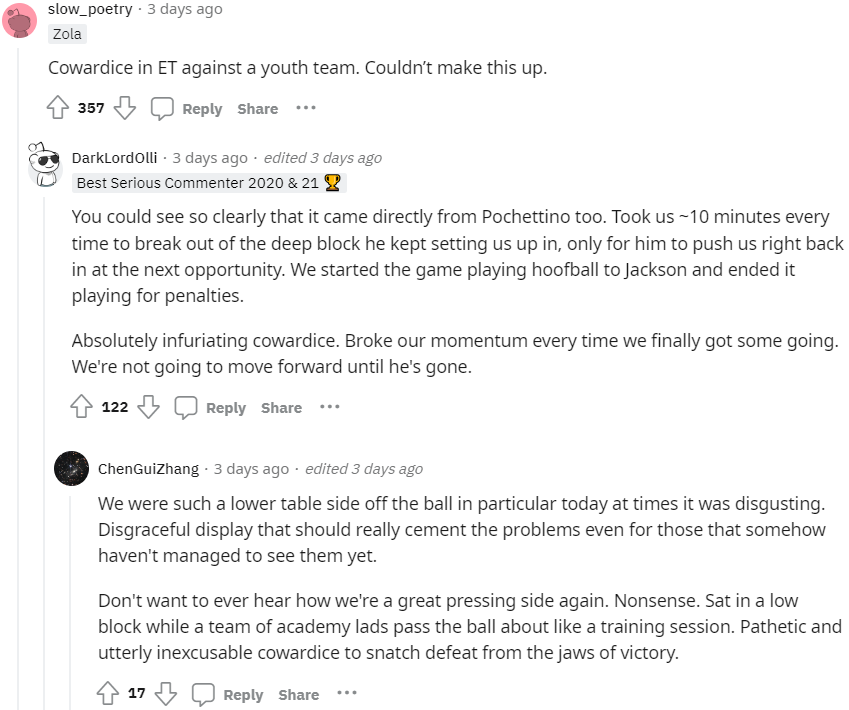 slow_poetry · 3 days ago
Zola
Cowardice in ET against a youth team. Couldn’t make this up.
357 Reply Share ···
DarkLordOlli · 3 days ago · edited 3 days ago
Best Serious Commenter 2020 & 21 🏆
You could see so clearly that it came directly from Pochettino too. Took us ~10 minutes every
time to break out of the deep block he kept setting us up in, only for him to push us right back
in at the next opportunity. We started the game playing hoofball to Jackson and ended it
playing for penalties.
Absolutely infuriating cowardice. Broke our momentum every time we finally got some going.
We're not going to move forward until he's gone.
122 Reply Share ···
ChenGuiZhang · 3 days ago · edited 3 days ago
We were such a lower table side off the ball in particular today at times it was disgusting.
Disgraceful display that should really cement the problems even for those that somehow
haven't managed to see them yet.
Don't want to ever hear how we're a great pressing side again. Nonsense. Sat in a low
block while a team of academy lads pass the ball about like a training session. Pathetic and
utterly inexcusable cowardice to snatch defeat from the jaws of victory.
17 Reply Share ···